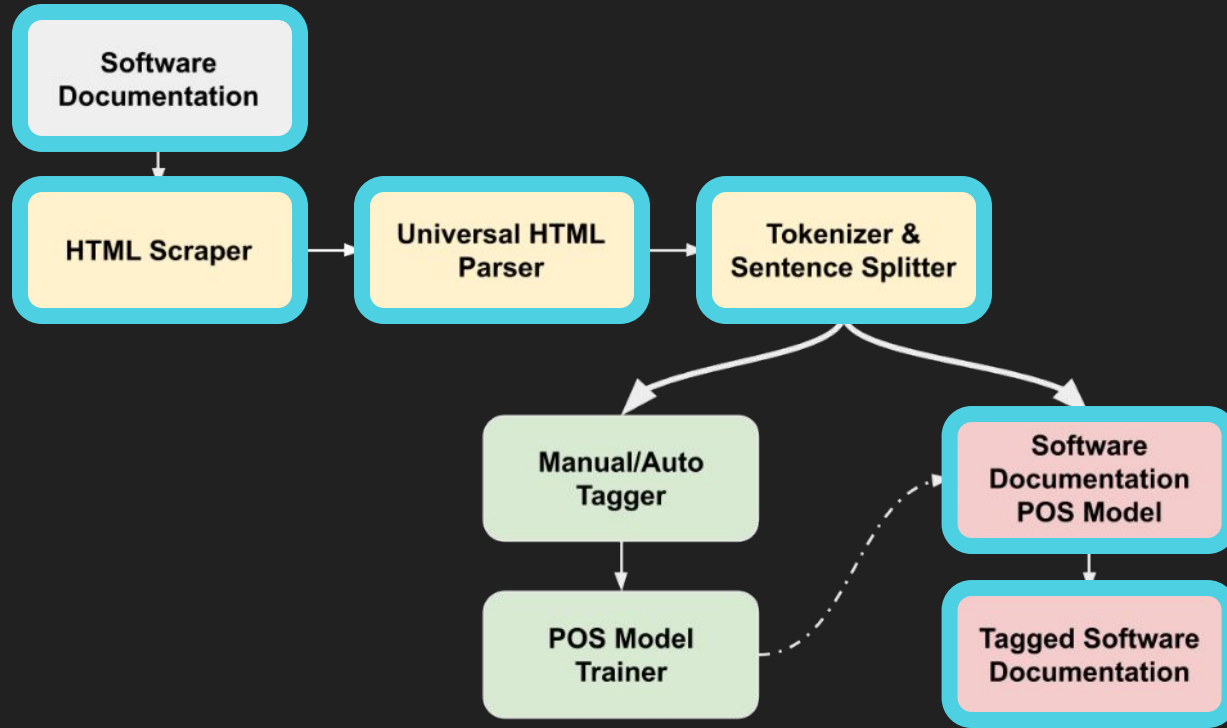 Software
Documentation
HTML Scraper
Universal HTML
Parser
Tokenizer &
Sentence Splitter
Manual/Auto
Tagger
Software
Documentation
POS Model
POS Model
Trainer
Tagged Software
Documentation